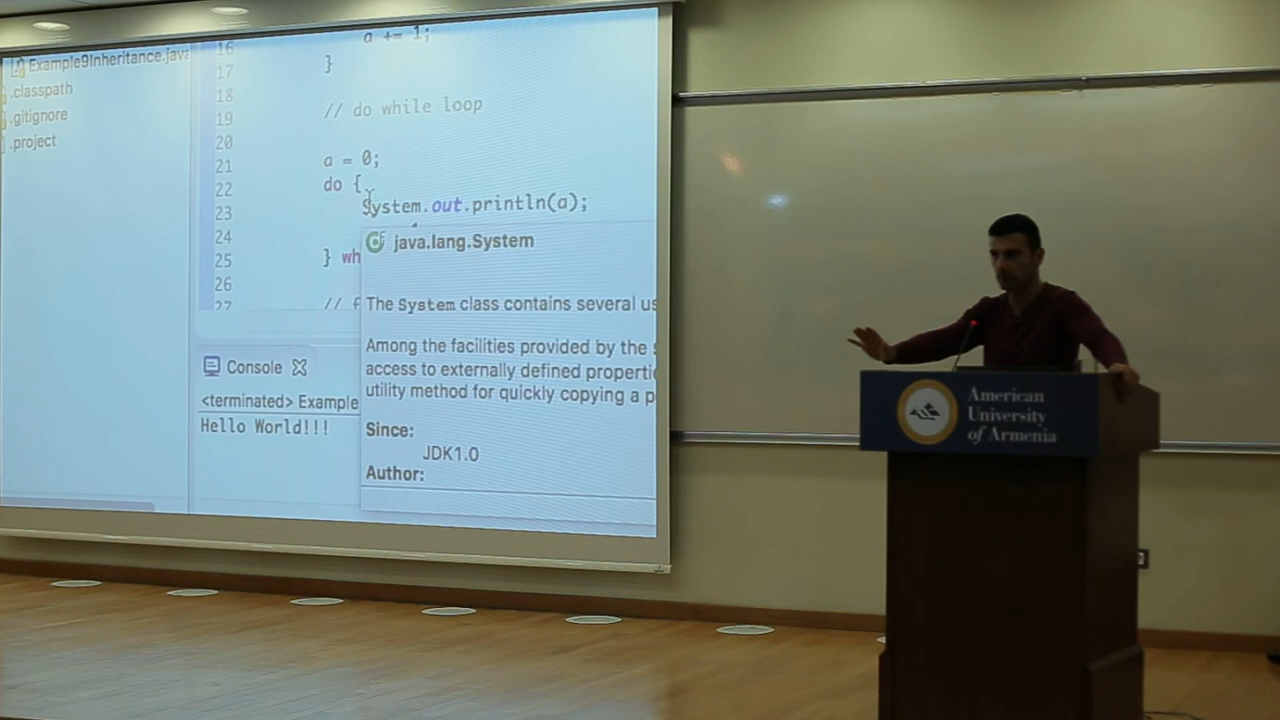 Example9Inheritance.java
.classpath
.gitignore
.project
16
17
18
19
20
21
22
23
24
25
26
27
a += 1;
}
// do while loop
a = 0;
do {
System.out.println(a);
} wh
//
java.lang.System
The System class contains several us
Among the facilities provided by the s
access to externally defined properti
utility method for quickly copying a p
Since:
JDK1.0
Author:
Console
<terminated> Example
Hello World!!!
American
University
of Armenia